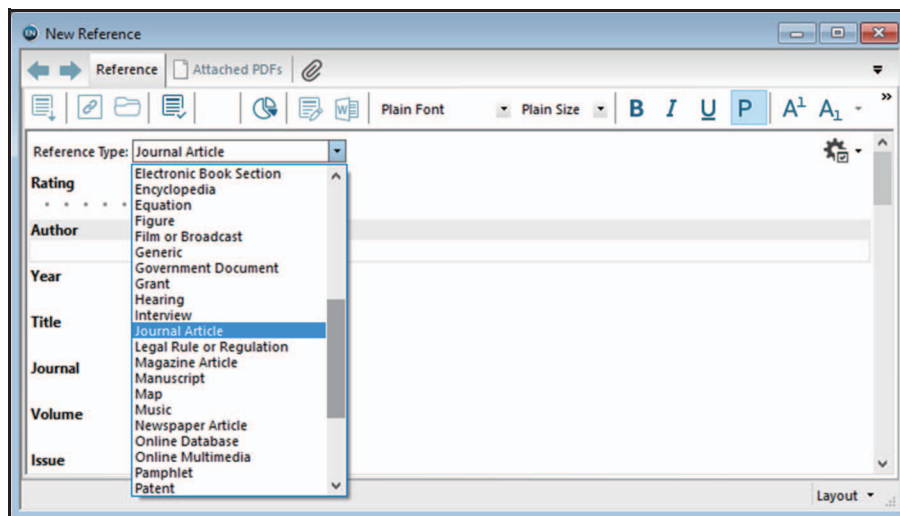 New Reference
Reference Attached PDFs
Plain Font Plain Size B I U P A1 A1 »
Reference Type: Journal Article
Electronic Book Section
Rating
Encyclopedia
Equation
Figure
Author
Film or Broadcast
Generic
Government Document
Year
Grant
Hearing
Interview
Title
Journal Article
Legal Rule or Regulation
Journal
Magazine Article
Manuscript
Map
Volume
Music
Newspaper Article
Online Database
Issue
Online Multimedia
Pamphlet
Patent
Layout